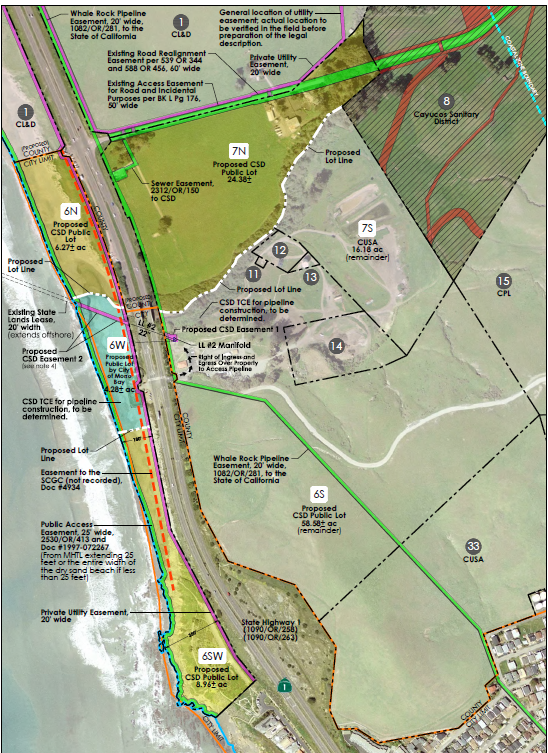 Whale Rock Pipeline
Easement, 20' wide,
1082/OR/281, to the
State of California
1
CL&D
General location of utility
easement; actual location
to be verified in the field before
preparation of the legal
description.
Existing Road Realignment
Easement per 539 OR 344
and 588 OR 456, 60' wide
Private Utility
Easement,
20' wide
Existing Access Easement
for Road and Incidental
Purposes per BK L Pg 176,
50' wide
1
CL&D
8
Cayucos Sanitary
District
(PROPOSED)
COUNTY
CITY LIMIT
7N
Proposed CSD
Public Lot
24.38±
Proposed
Lot Line
Sewer Easement,
2312/OR/150
to CSD
6N
Proposed
CSD Public
Lot
6.27± ac
COUNTY
7S
CUSA
16.18 ac
(remainder)
12
11
13
15
CPL
Proposed
Lot Line
Proposed Lot Line
(PROPOSED)
COUNTY
CSD TCE for pipeline
construction, to be
determined.
Existing State
Lands Lease,
20' width
(extends offshore)
LL #2
22"
Proposed CSD Easement 1
LL #2 Manifold
Right of Ingress and
Egress Over Property
to Access Pipeline
14
Proposed
CSD Easement 2
(see note 4)
6W
Proposed
Public Lot
by City of
Morro
Bay
4.28± ac
CSD TCE for pipeline
construction, to be
determined.
COUNTY
CITY LIMIT
Proposed Lot
Line
Whale Rock Pipeline
Easement, 20' wide,
1082/OR/281, to the
State of California
Easement to the
SCGC (not recorded),
Doc #4934
6S
Proposed
CSD Public Lot
58.58± ac
(remainder)
Public Access
Easement, 25' wide,
2530/OR/413 and
Doc #1997-072267
(From MHTL extending 25
feet or the entire width of
the dry sand beach if less
than 25 feet)
33
CUSA
Private Utility Easement,
20' wide
State Highway 1
(1090/OR/258)
(1090/OR/263)
6SW
Proposed
CSD Public Lot
8.96± ac
1
COUNTY
CITY LIMIT